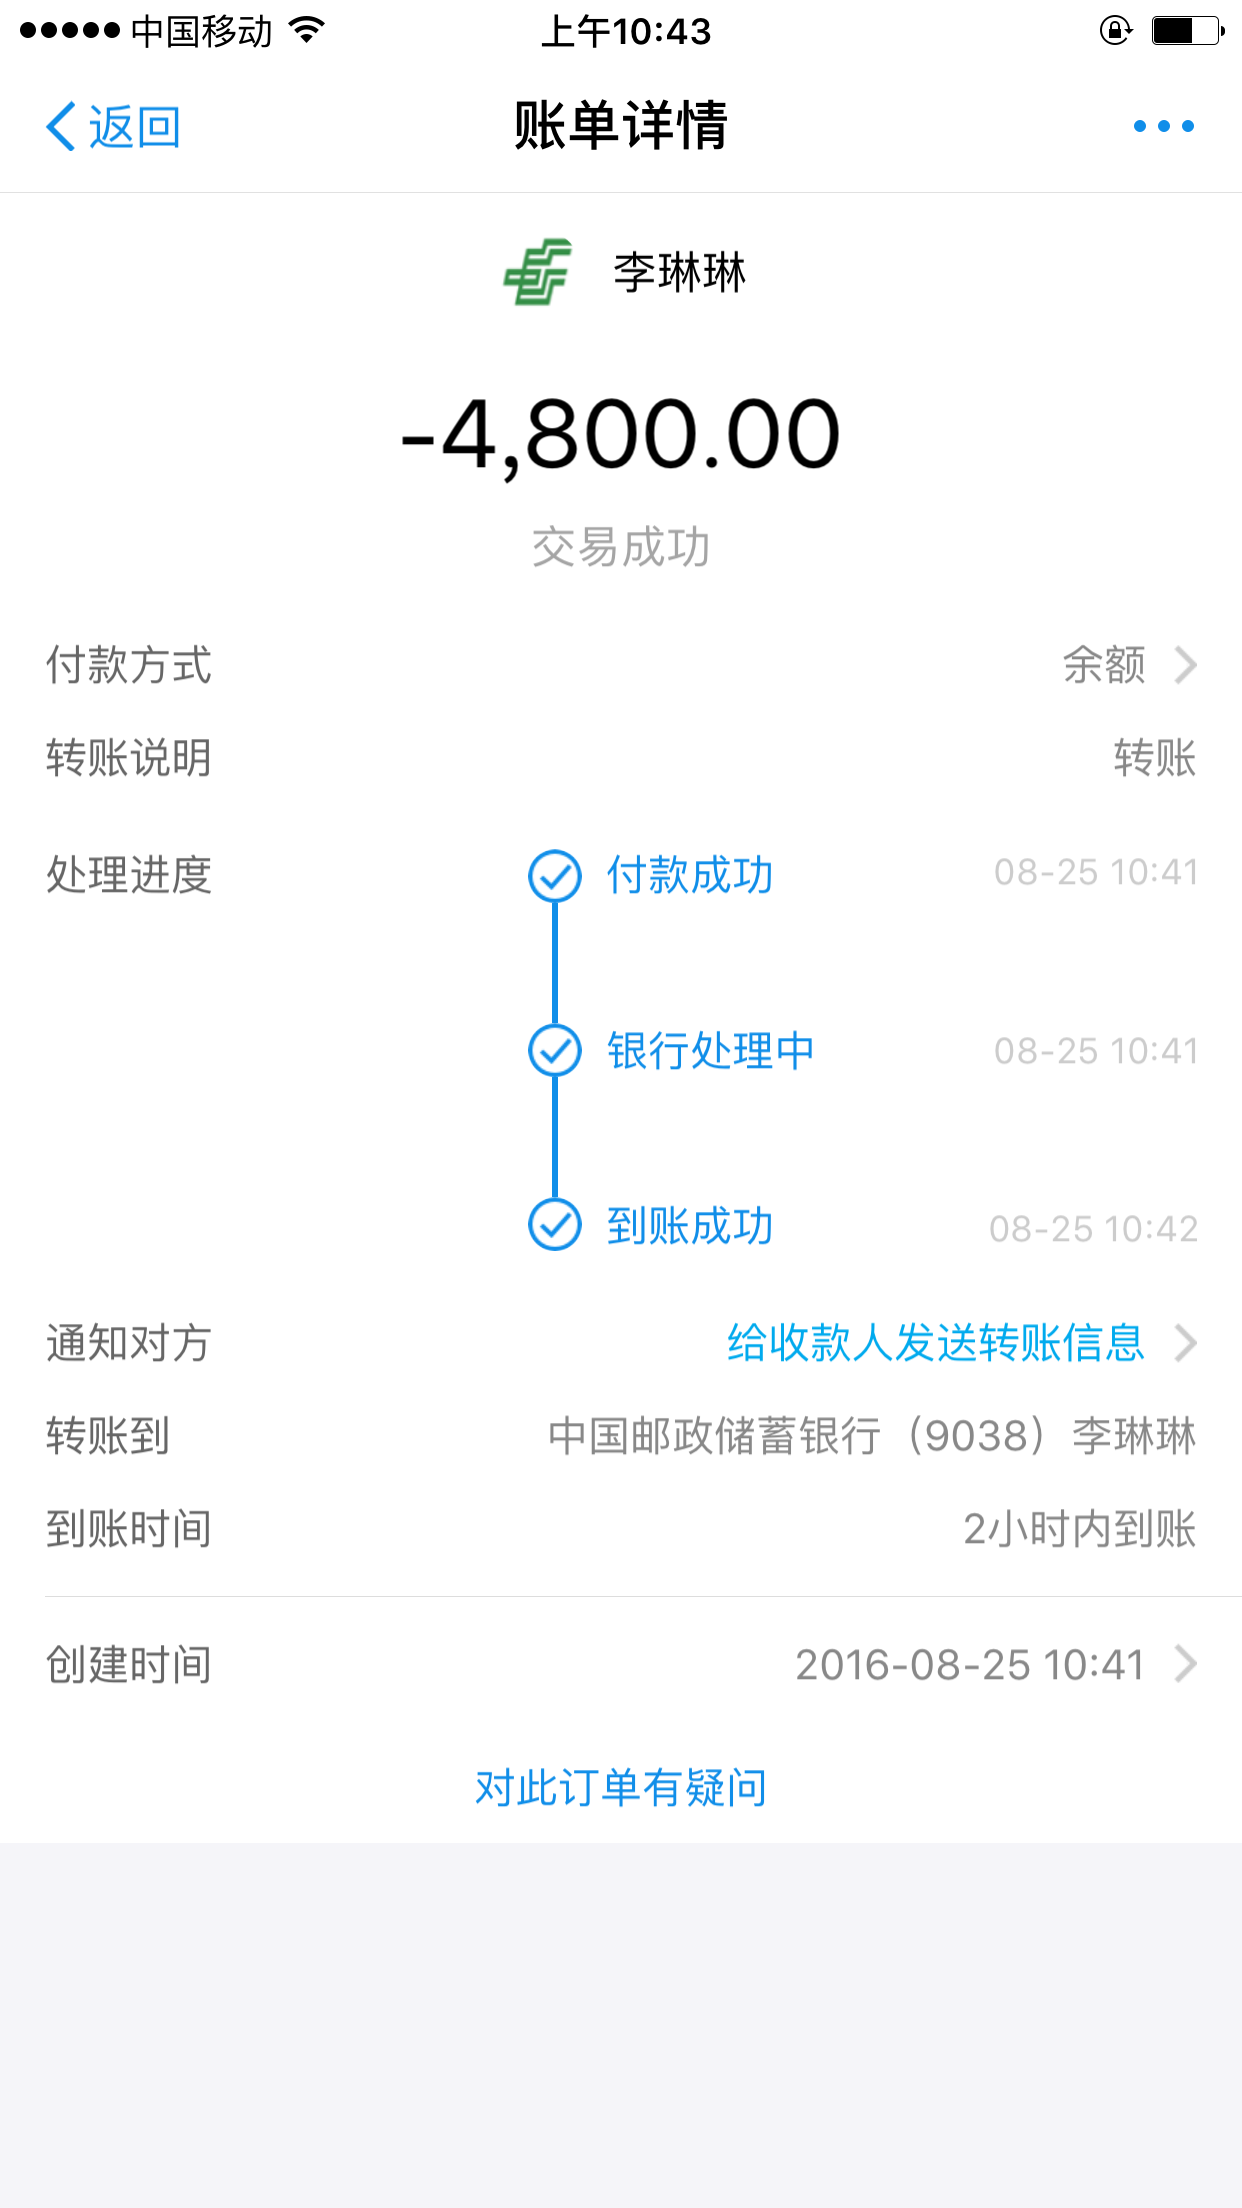 中国移动 上午10:43
返回 账单详情
李琳琳
-4,800.00
交易成功
付款方式 余额
转账说明 转账
处理进度 付款成功 08-25 10:41
银行处理中 08-25 10:41
到账成功 08-25 10:42
通知对方 给收款人发送转账信息
转账到 中国邮政储蓄银行（9038）李琳琳
到账时间 2小时内到账
创建时间 2016-08-25 10:41
对此订单有疑问